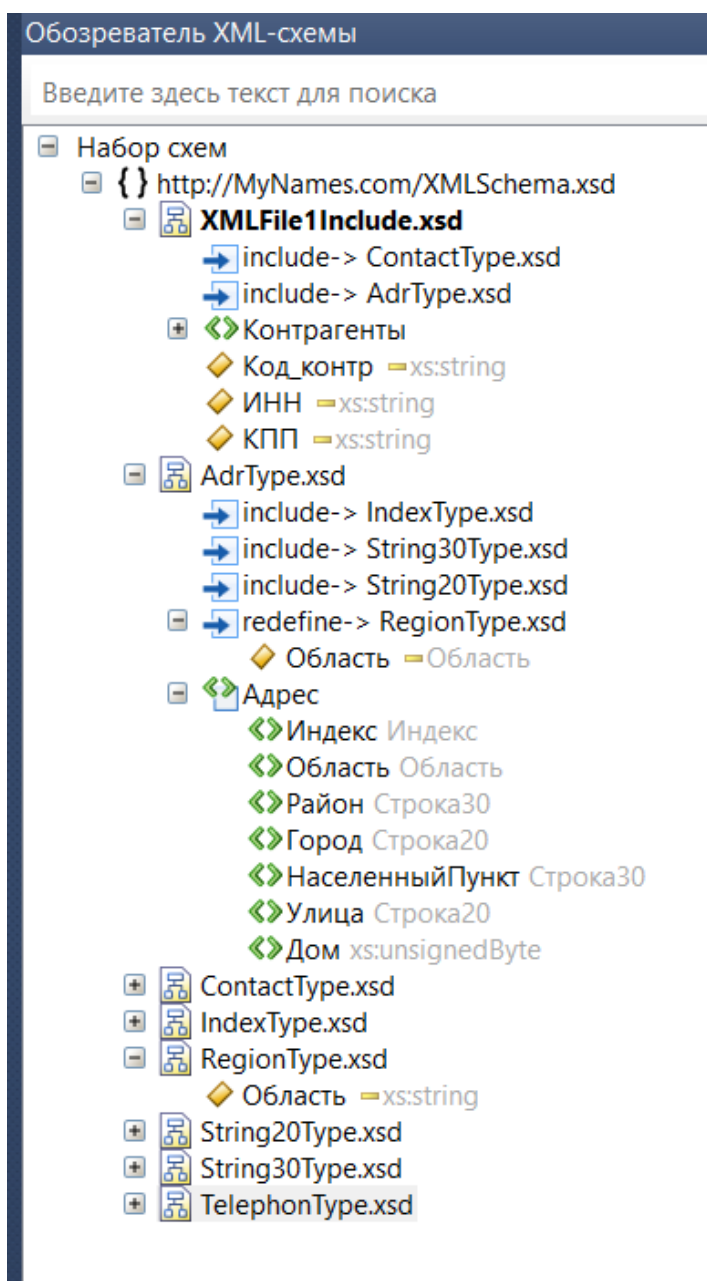 Обозреватель XML-схемы
Введите здесь текст для поиска
Набор схем
{ } http://MyNames.com/XMLSchema.xsd
XMLFile1Include.xsd
include-> ContactType.xsd
include-> AdrType.xsd
Контрагенты
Код_контр xs:string
ИНН xs:string
КПП xs:string
AdrType.xsd
include-> IndexType.xsd
include-> String30Type.xsd
include-> String20Type.xsd
redefine-> RegionType.xsd
Область Область
Адрес
Индекс Индекс
Область Область
Район Строка30
Город Строка20
НаселенныйПункт Строка30
Улица Строка20
Дом xs:unsignedByte
ContactType.xsd
IndexType.xsd
RegionType.xsd
Область xs:string
String20Type.xsd
String30Type.xsd
TelephonType.xsd